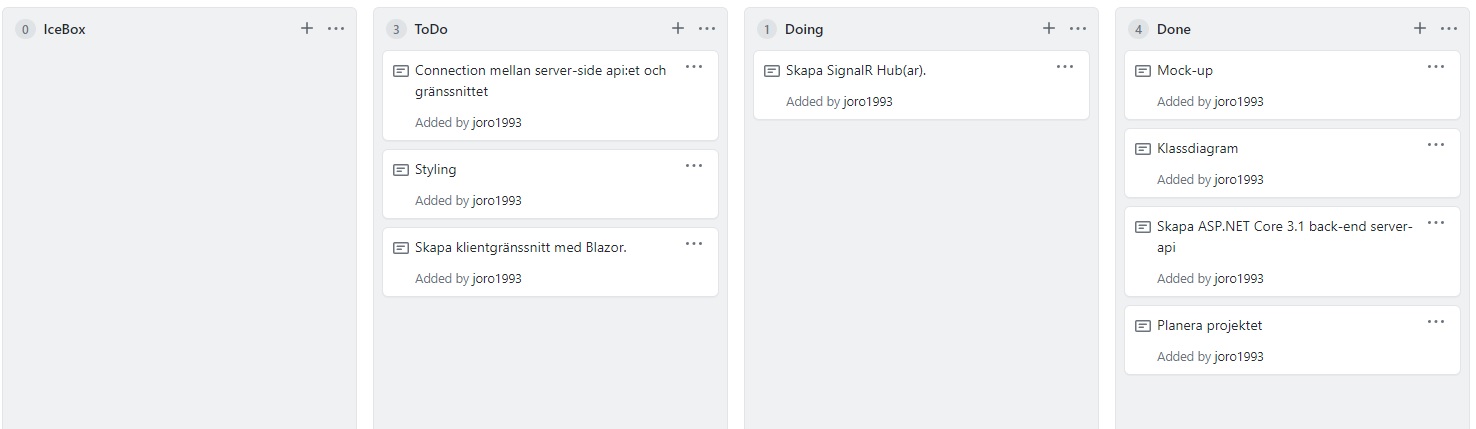 0 IceBox
3 ToDo
Connection mellan server-side api:et och
gränssnittet
Added by joro1993
Styling
Added by joro1993
Skapa klientgränssnitt med Blazor.
Added by joro1993
1 Doing
Skapa SignalR Hub(ar).
Added by joro1993
4 Done
Mock-up
Added by joro1993
Klassdiagram
Added by joro1993
Skapa ASP.NET Core 3.1 back-end server-
api
Added by joro1993
Planera projektet
Added by joro1993